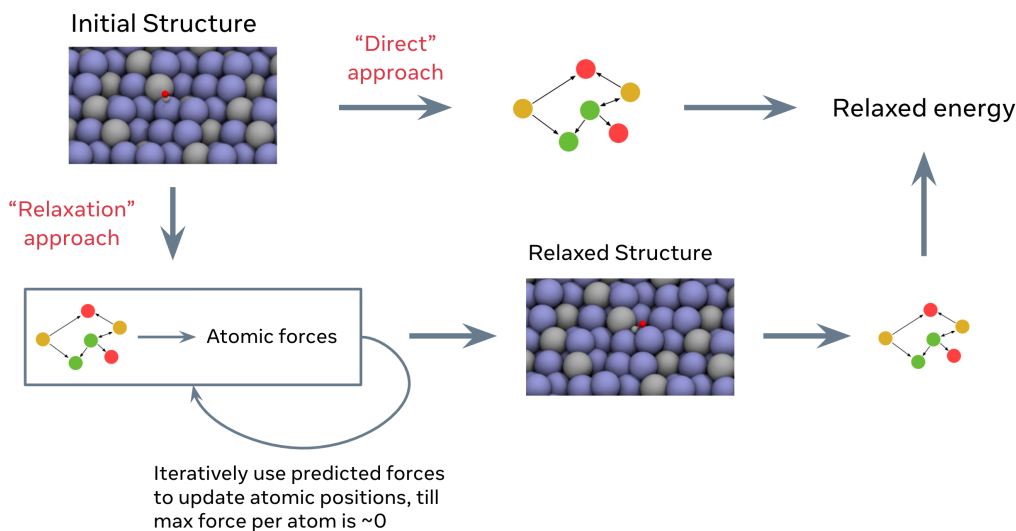 Initial Structure
“Direct”
approach
Relaxed energy
“Relaxation”
approach
Relaxed Structure
Atomic forces
Iteratively use predicted forces
to update atomic positions, till
max force per atom is ~0